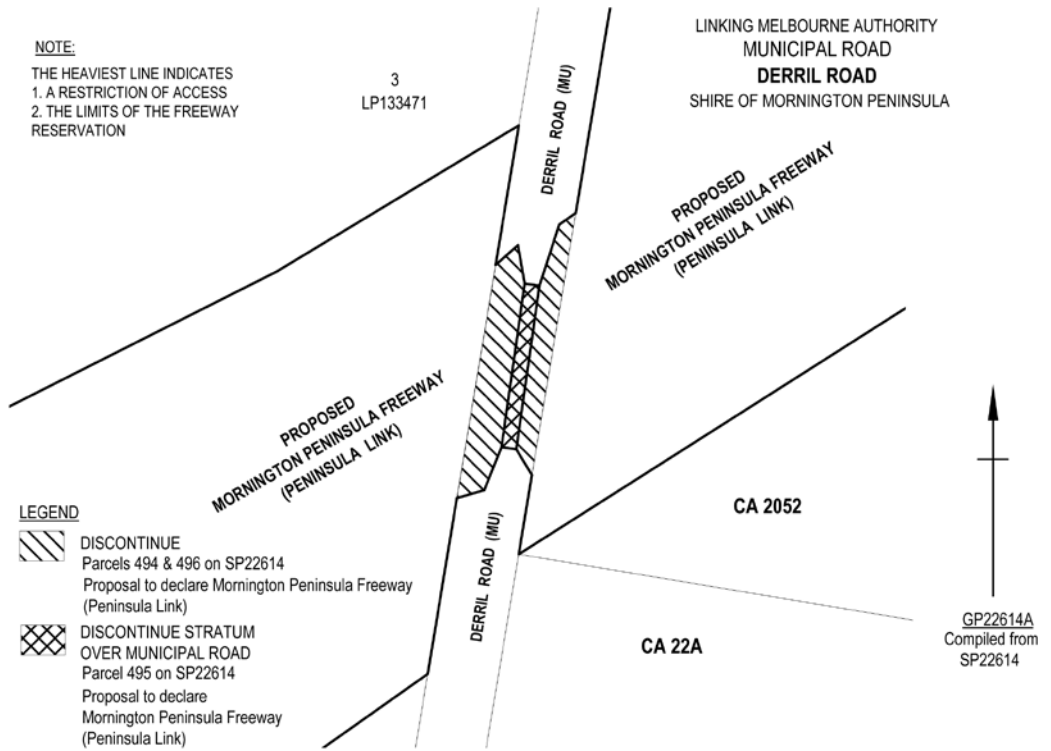 NOTE:
THE HEAVIEST LINE INDICATES
1. A RESTRICTION OF ACCESS
2. THE LIMITS OF THE FREEWAY
RESERVATION
3
LP133471
LINKING MELBOURNE AUTHORITY
MUNICIPAL ROAD
DERRIL ROAD
SHIRE OF MORNINGTON PENINSULA
DERRIL ROAD (MU)
PROPOSED
MORNINGTON PENINSULA FREEWAY
(PENINSULA LINK)
PROPOSED
MORNINGTON PENINSULA FREEWAY
(PENINSULA LINK)
CA 2052
DERRIL ROAD (MU)
CA 22A
LEGEND
DISCONTINUE
Parcels 494 & 496 on SP22614
Proposal to declare Mornington Peninsula Freeway
(Peninsula Link)
DISCONTINUE STRATUM
OVER MUNICIPAL ROAD
Parcel 495 on SP22614
Proposal to declare
Mornington Peninsula Freeway
(Peninsula Link)
GP22614A
Compiled from
SP22614